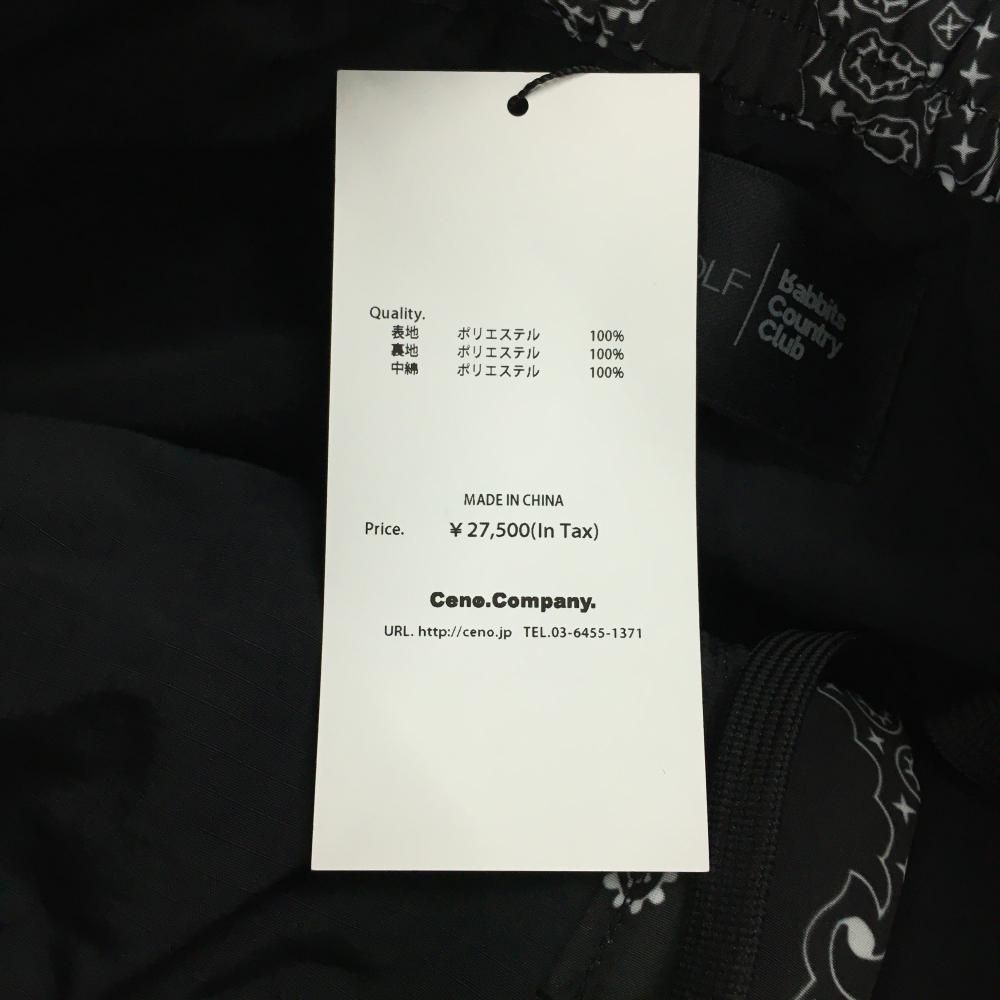 Quality.
表地 ポリエステル 100%
裏地 ポリエステル 100%
中綿 ポリエステル 100%
MADE IN CHINA
Price. ¥ 27,500(In Tax)
Ceno.Company.
URL. http://ceno.jp TEL.03-6455-1371
OLF
Rabbits
Country
Club